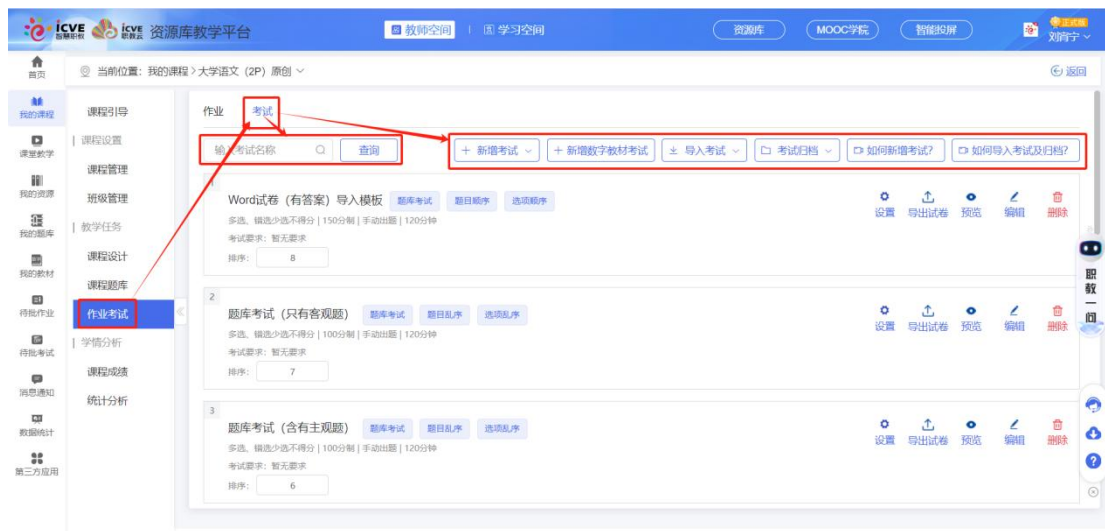 icve 智慧职教 icve 职教云 资源库教学平台 教师空间 学习空间 资源库 MOOC学院 智能投屏 正式版
首页 当前位置：我的课程 > 大学语文（2P）原创 返回
我的课程
课堂教学
我的资源
我的题库
我的教材
待批作业
待批考试
消息通知
数据统计
第三方应用
课程引导
课程设置
课程管理
班级管理
教学任务
课程设计
课程题库
作业考试
学情分析
课程成绩
统计分析
作业 考试
输入考试名称 查询 + 新增考试 + 新增数字教材考试 导入考试 考试归档 如何新增考试? 如何导入考试及归档?
1
Word试卷（有答案）导入模板 题库考试 题目顺序 选项顺序 设置 导出试卷 预览 编辑 删除
多选、错选少选不得分 | 150分制 | 手动出题 | 120分钟
考试要求：暂无要求
排序： 8
2
题库考试（只有客观题） 题库考试 题目乱序 选项乱序 设置 导出试卷 预览 编辑 删除
多选、错选少选不得分 | 100分制 | 手动出题 | 120分钟
考试要求：暂无要求
排序： 7
3
题库考试（含有主观题） 题库考试 题目乱序 选项乱序 设置 导出试卷 预览 编辑 删除
多选、错选少选不得分 | 100分制 | 手动出题 | 120分钟
考试要求：暂无要求
排序： 6
职教一问